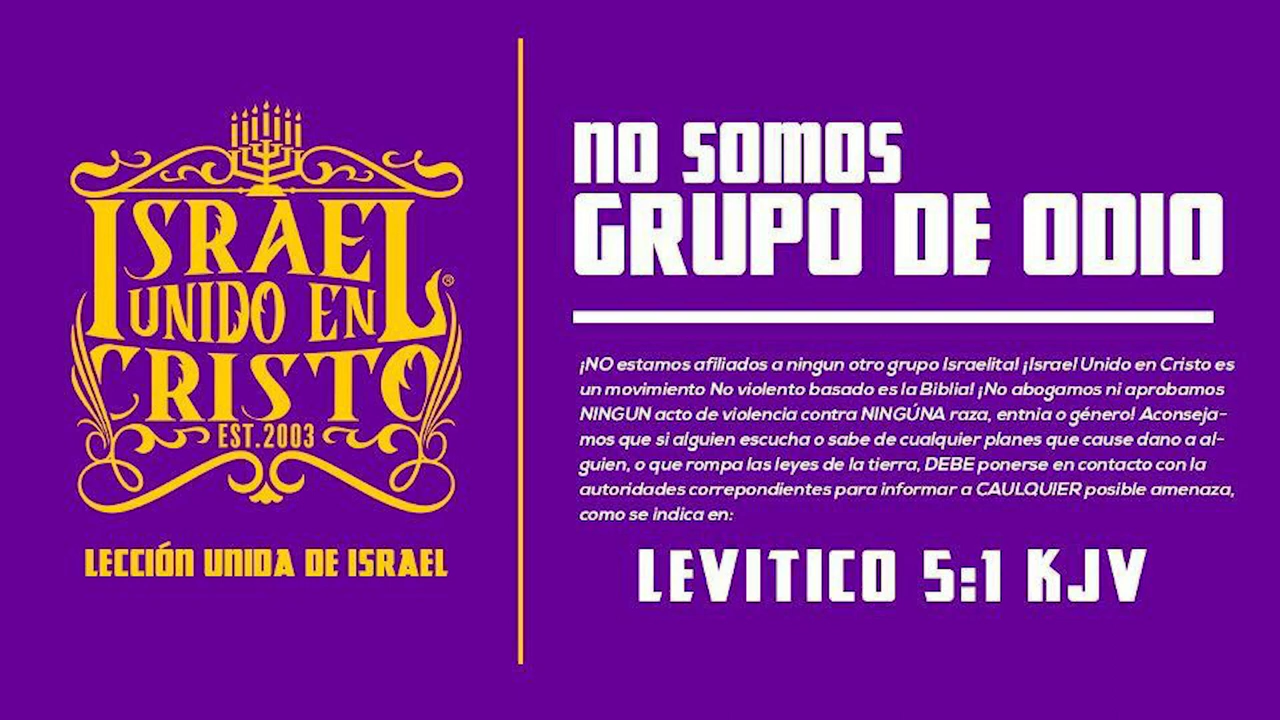 ISRAEL
UNIDO EN
CRISTO®
EST.2003
LECCIÓN UNIDA DE ISRAEL
NO SOMOS
GRUPO DE ODIO
¡NO estamos afiliados a ningun otro grupo Israelita! ¡Israel Unido en Cristo es
un movimiento No violento basado es la Biblia! ¡No abogamos ni aprobamos
NINGUN acto de violencia contra NINGÚNA raza, entnia o género! Aconseja-
mos que si alguien escucha o sabe de cualquier planes que cause dano a al-
guien, o que rompa las leyes de la tierra, DEBE ponerse en contacto con la
autoridades correpondientes para informar a CAULQUIER posible amenaza,
como se indica en:
LEVITICO 5:1 KJV